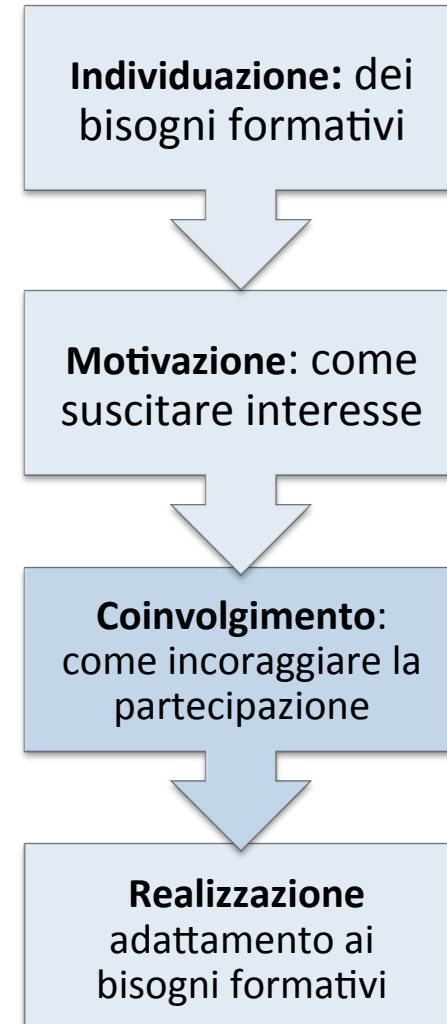 Individuazione: dei
bisogni formativi
Motivazione: come
suscitare interesse
Coinvolgimento:
come incoraggiare la
partecipazione
Realizzazione
adattamento ai
bisogni formativi